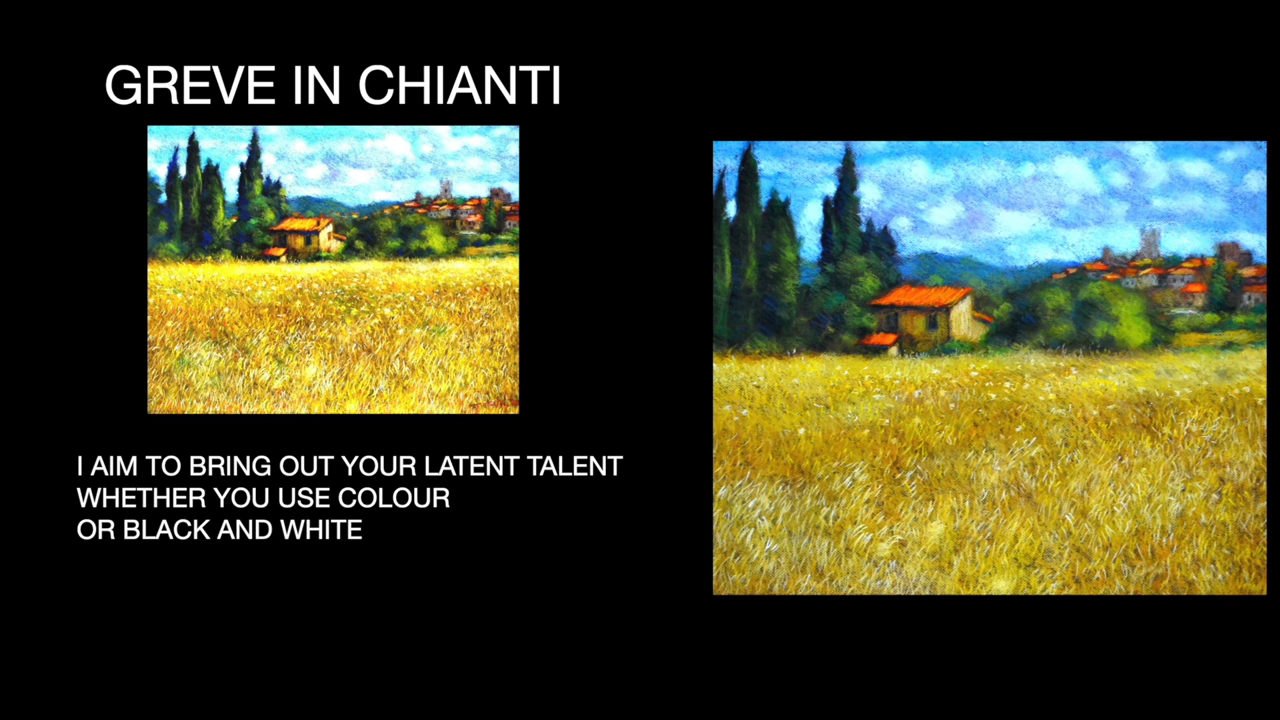 GREVE IN CHIANTI
I AIM TO BRING OUT YOUR LATENT TALENT
WHETHER YOU USE COLOUR
OR BLACK AND WHITE